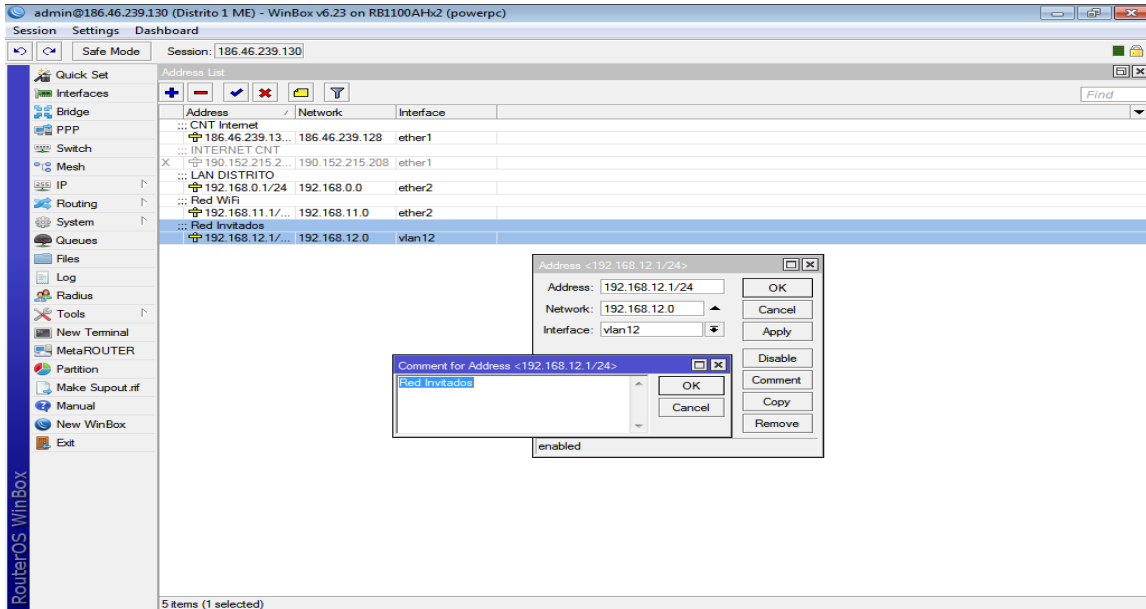 admin@186.46.239.130 (Distrito 1 ME) - WinBox v6.23 on RB1100AHx2 (powerpc)
Session Settings Dashboard
Safe Mode Session: 186.46.239.130
Quick Set
Interfaces
Bridge
PPP
Switch
Mesh
IP
Routing
System
Queues
Files
Log
Radius
Tools
New Terminal
MetaROUTER
Partition
Make Supout.rif
Manual
New WinBox
Exit
RouterOS WinBox
Address List
Find
Address Network Interface
::: CNT Internet
186.46.239.13... 186.46.239.128 ether1
::: INTERNET CNT
X 190.152.215.2... 190.152.215.208 ether1
::: LAN DISTRITO
192.168.0.1/24 192.168.0.0 ether2
::: Red WiFi
192.168.11.1/... 192.168.11.0 ether2
::: Red Invitados
192.168.12.1/... 192.168.12.0 vlan12
Address <192.168.12.1/24>
Address: 192.168.12.1/24
Network: 192.168.12.0
Interface: vlan12
OK
Cancel
Apply
Disable
Comment
Copy
Remove
enabled
Comment for Address <192.168.12.1/24>
Red Invitados
OK
Cancel
5 items (1 selected)